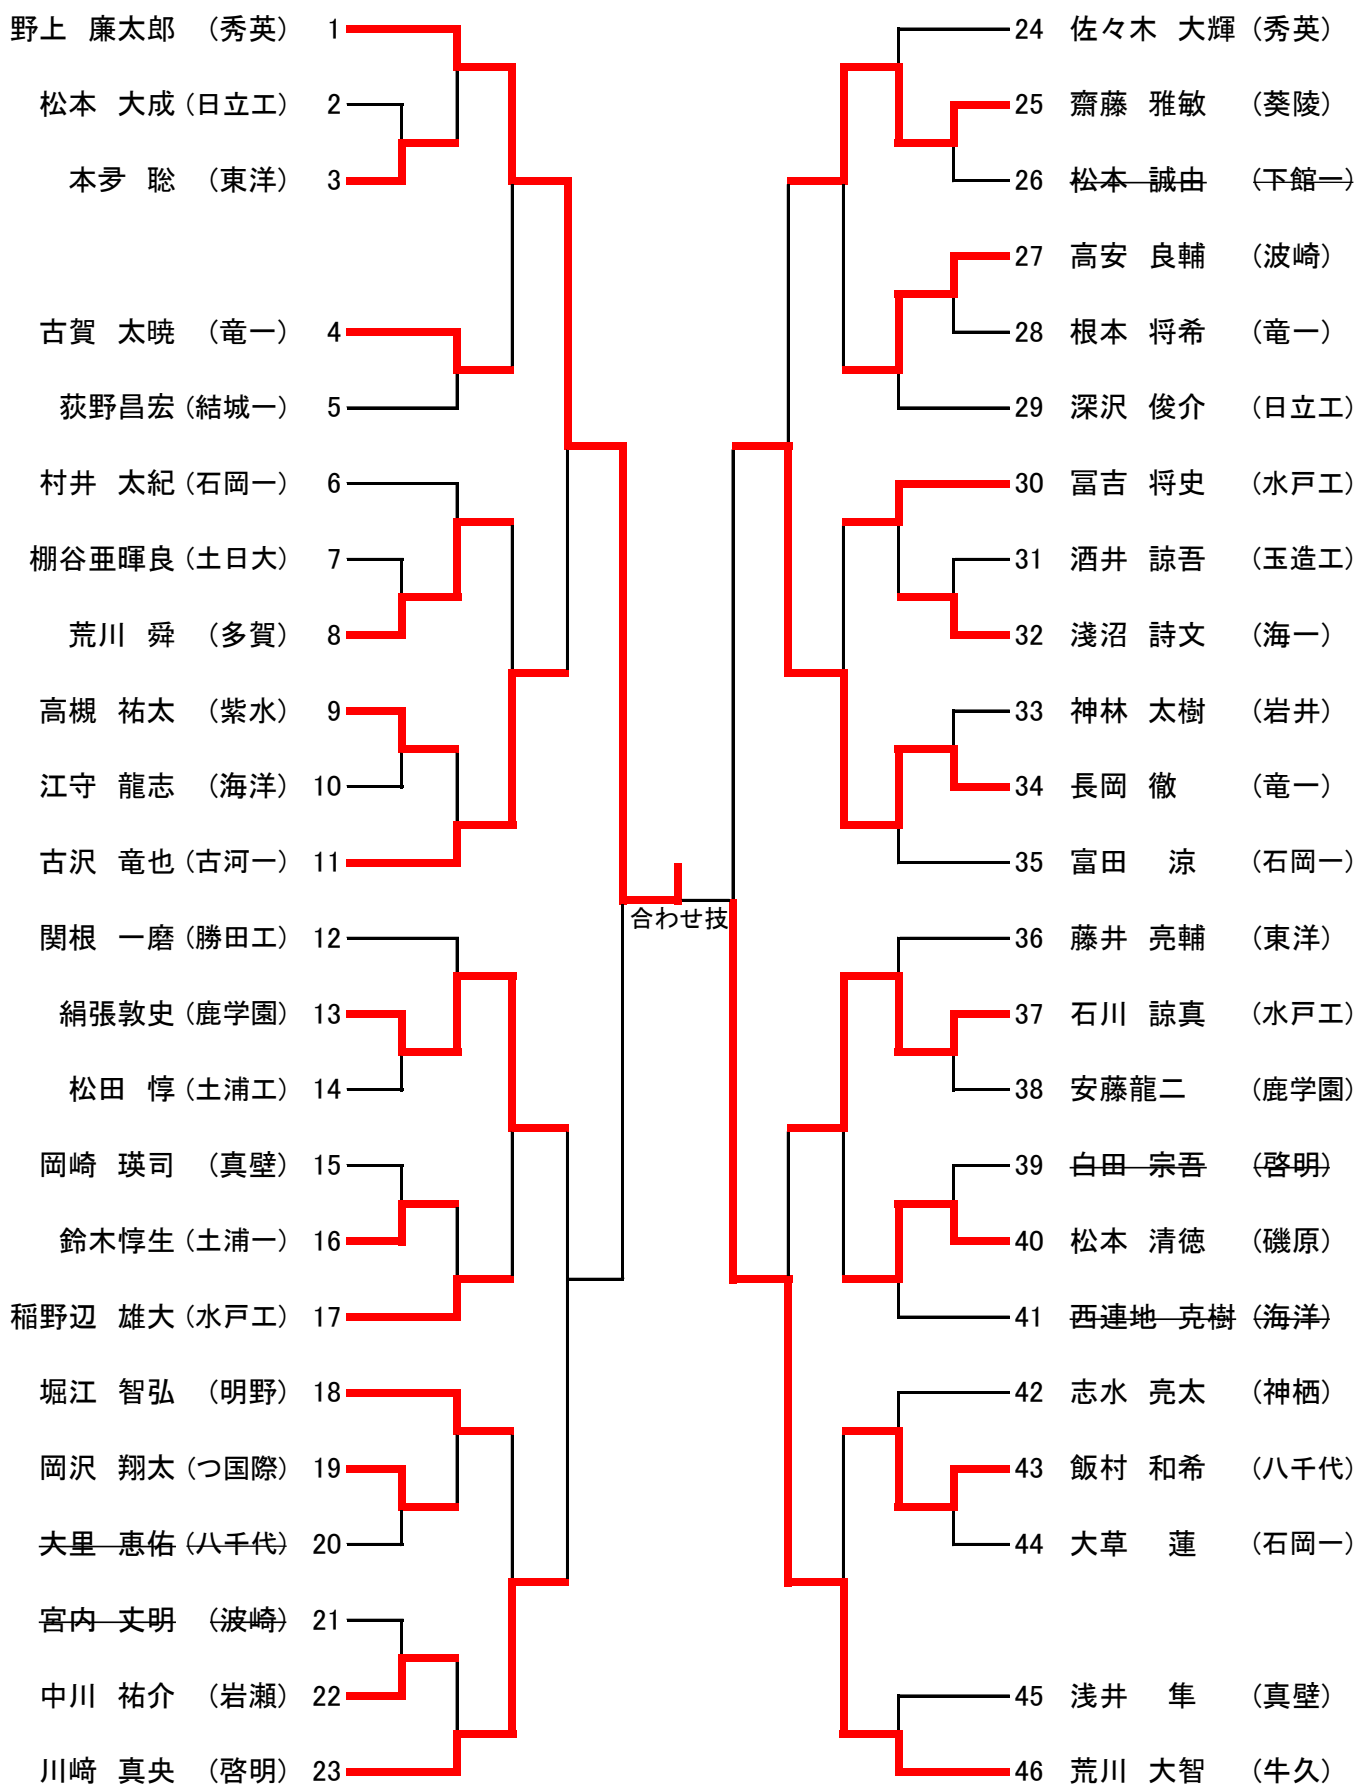 野上 廉太郎 (秀英) 1
松本 大成 (日立工) 2
本多 聡 (東洋) 3
古賀 太暁 (竜一) 4
荻野昌宏 (結城一) 5
村井 太紀 (石岡一) 6
棚谷亜暉良 (土日大) 7
荒川 舜 (多賀) 8
高槻 祐太 (紫水) 9
江守 龍志 (海洋) 10
古沢 竜也 (古河一) 11
関根 一磨 (勝田工) 12
絹張敦史 (鹿学園) 13
松田 惇 (土浦工) 14
岡崎 瑛司 (真壁) 15
鈴木惇生 (土浦一) 16
稲野辺 雄大 (水戸工) 17
堀江 智弘 (明野) 18
岡沢 翔太 (つ国際) 19
大里 恵佑 (八千代) 20
宮内 丈明 (波崎) 21
中川 祐介 (岩瀬) 22
川﨑 真央 (啓明) 23
合わせ技
24 佐々木 大輝 (秀英)
25 齋藤 雅敏 (葵陵)
26 松本 誠由 (下館一)
27 高安 良輔 (波崎)
28 根本 将希 (竜一)
29 深沢 俊介 (日立工)
30 冨吉 将史 (水戸工)
31 酒井 諒吾 (玉造工)
32 淺沼 詩文 (海一)
33 神林 太樹 (岩井)
34 長岡 徹 (竜一)
35 富田 涼 (石岡一)
36 藤井 亮輔 (東洋)
37 石川 諒真 (水戸工)
38 安藤龍二 (鹿学園)
39 白田 宗吾 (啓明)
40 松本 清徳 (磯原)
41 西連地 克樹 (海洋)
42 志水 亮太 (神栖)
43 飯村 和希 (八千代)
44 大草 蓮 (石岡一)
45 浅井 隼 (真壁)
46 荒川 大智 (牛久)